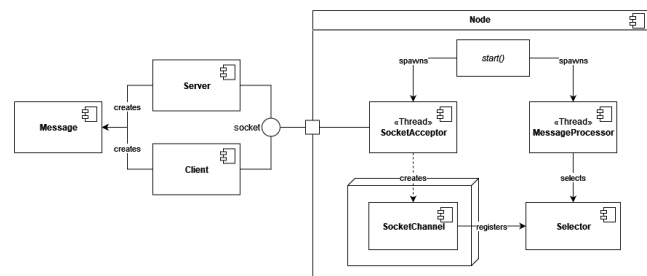 Node
spawns
start()
spawns
Server
creates
Message
socket
«Thread»
SocketAcceptor
«Thread»
MessageProcessor
creates
Client
creates
selects
SocketChannel
registers
Selector